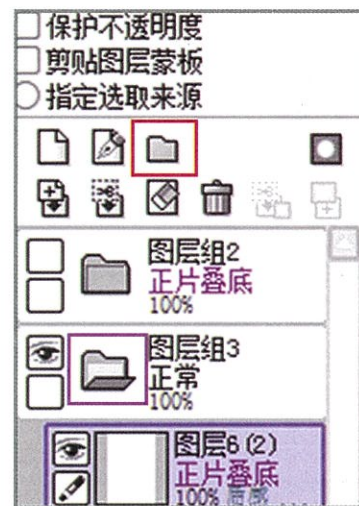 保护不透明度
剪贴图层蒙板
指定选取来源
图层组2
正片叠底
100%
图层组3
正常
100%
图层6 (2)
正片叠底
100% 质感